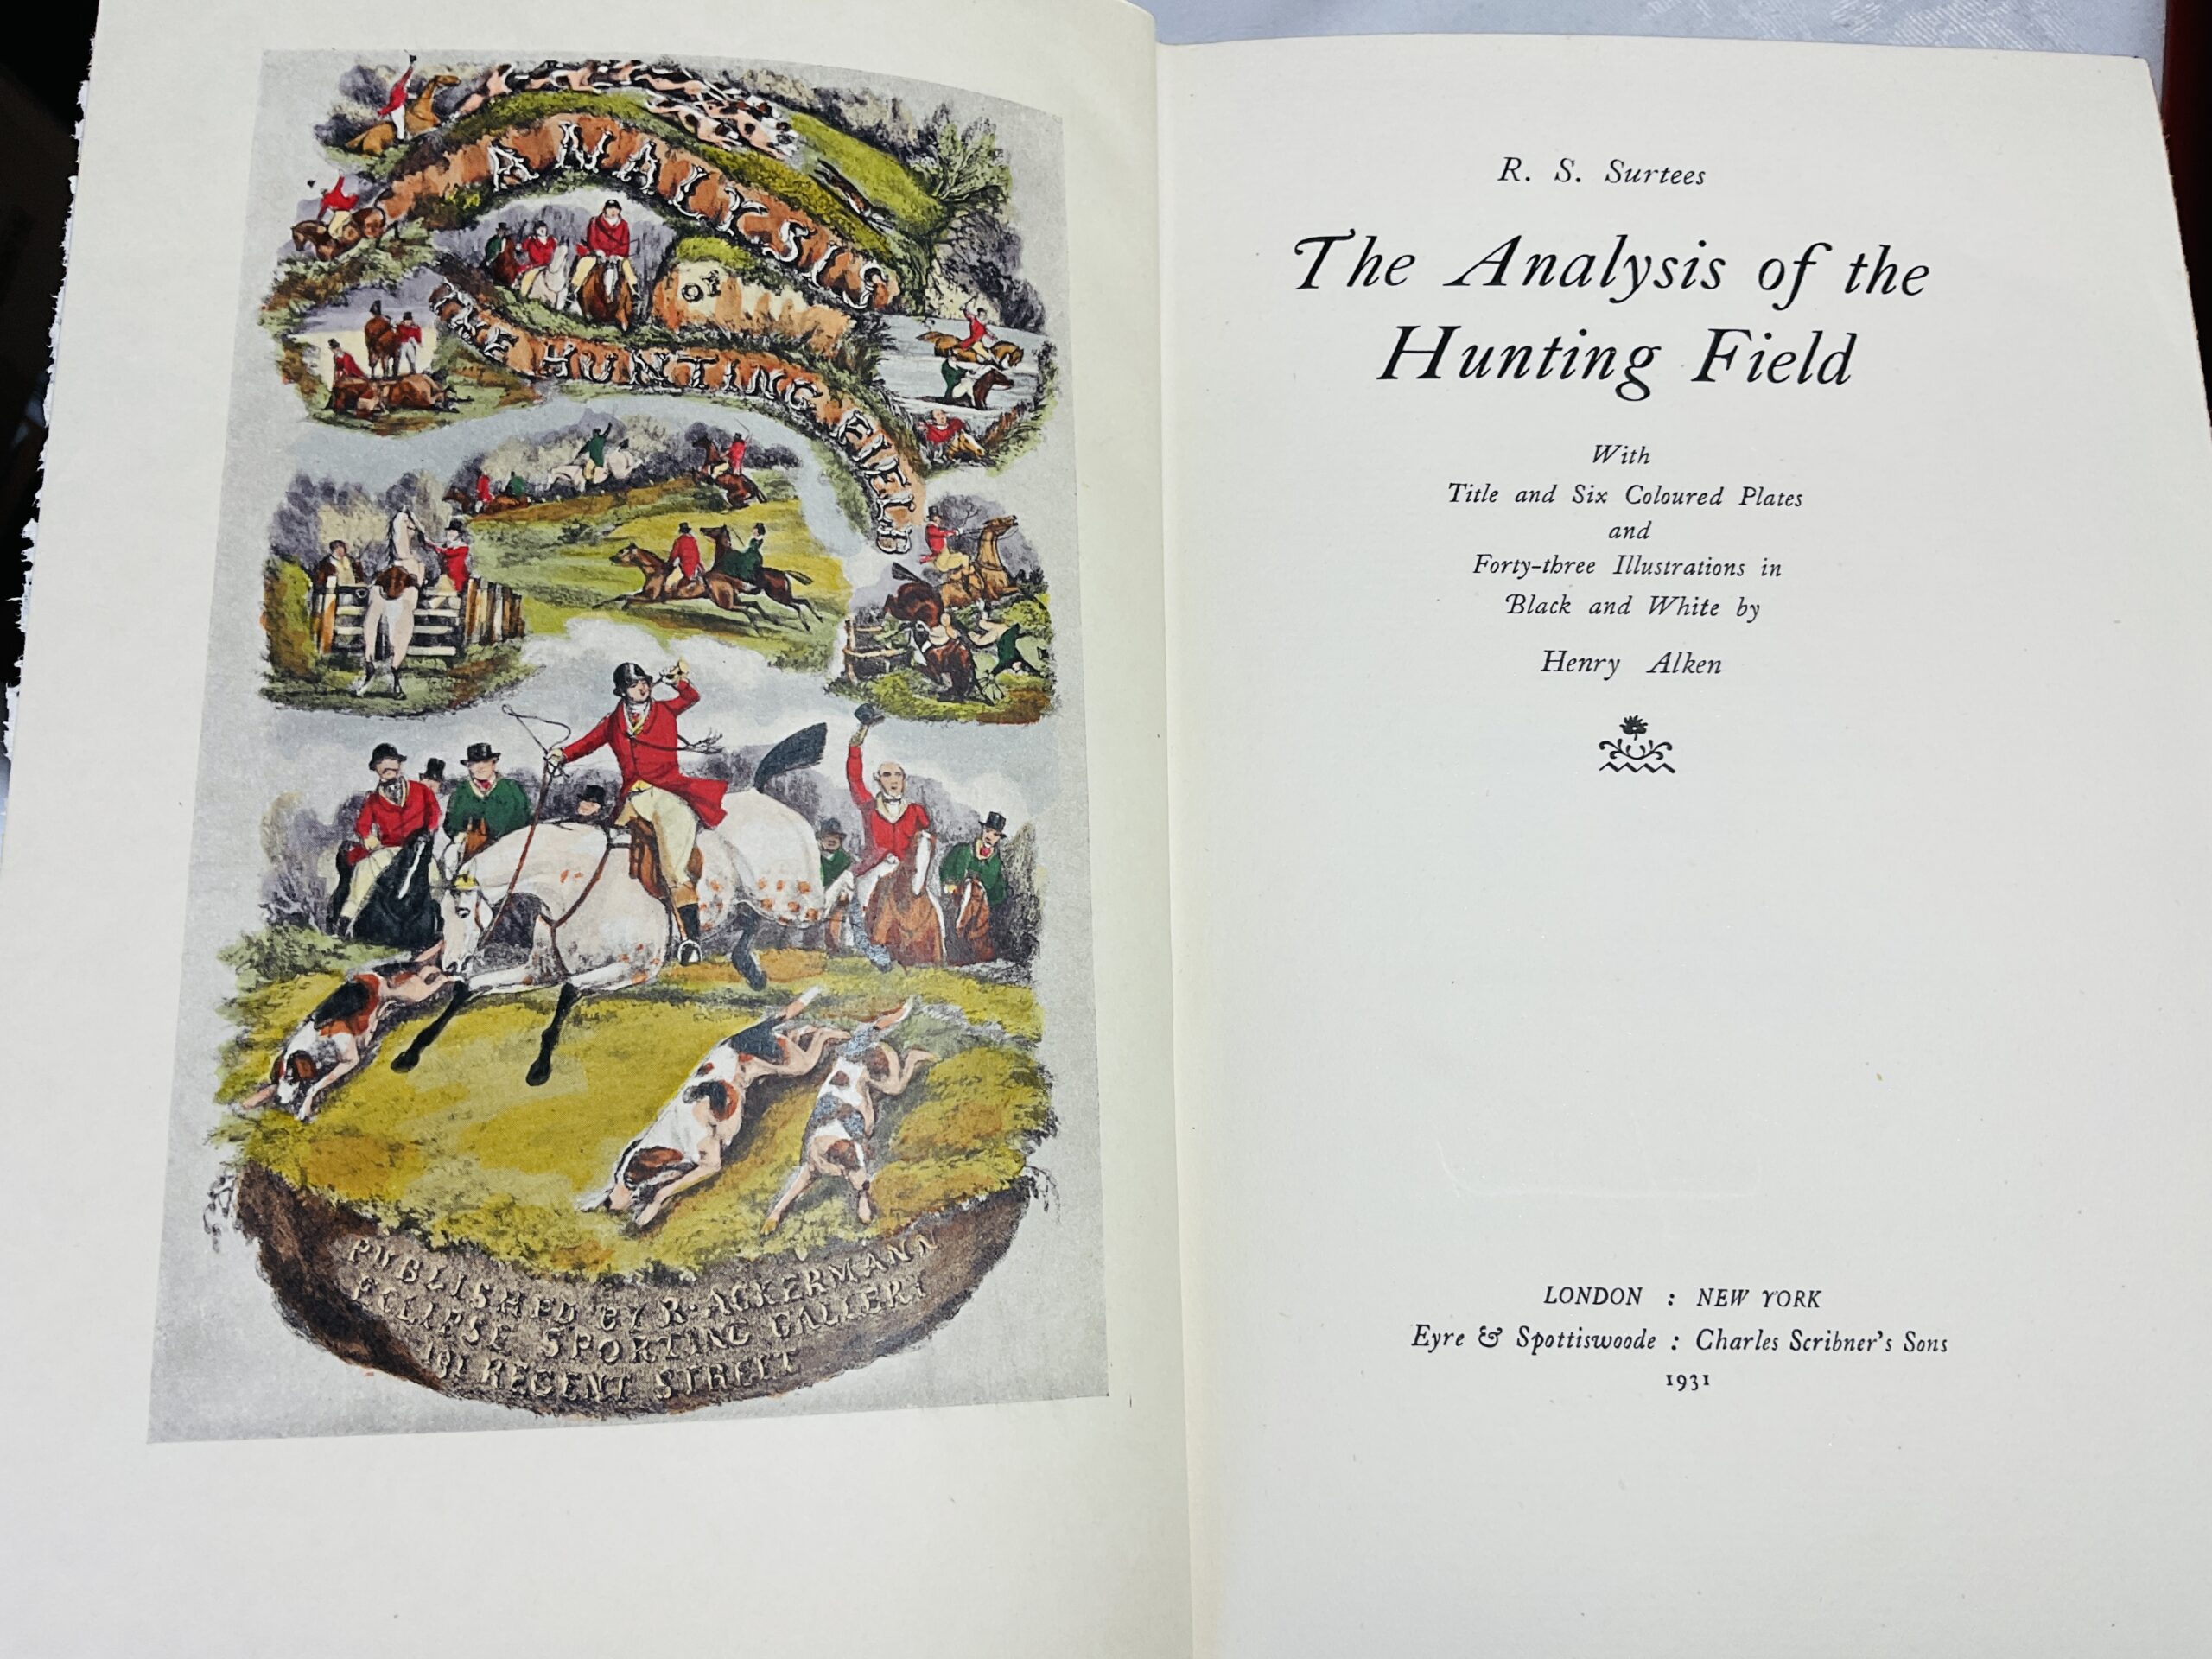 ANALYSIS
OF
THE HUNTING FIELD
PUBLISHED BY R. ACKERMANN
ECLIPSE SPORTING GALLERY
191 REGENT STREET
R. S. Surtees
The Analysis of the
Hunting Field
With
Title and Six Coloured Plates
and
Forty-three Illustrations in
Black and White by
Henry Alken
LONDON : NEW YORK
Eyre & Spottiswoode : Charles Scribner's Sons
1931